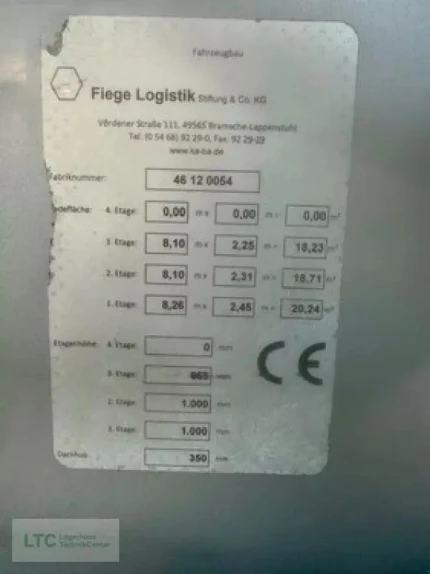 Fahrzeugbau
Fiege Logistik Stiftung & Co. KG
Vördener Straße 111, 49565 Bramsche-Lappenstuhl
Tel. (0 54 68) 92 29-0, Fax: 92 29-29
www.ka-ba.de
Fabriknummer: 46 12 0054
adefläche: 4. Etage: 0,00 m x 0,00 m = 0,00 m²
3. Etage: 8,10 m x 2,25 m = 18,23 m²
2. Etage: 8,10 m x 2,31 m = 18,71 m²
1. Etage: 8,26 m x 2,45 m = 20,24 m²
Etagenhöhe: 4. Etage: 0 mm
3. Etage: 865 mm
2. Etage: 1.000 mm
1. Etage: 1.000 mm
Dachhub: 350 mm
CE
LTC Lagerhaus TechnikCenter